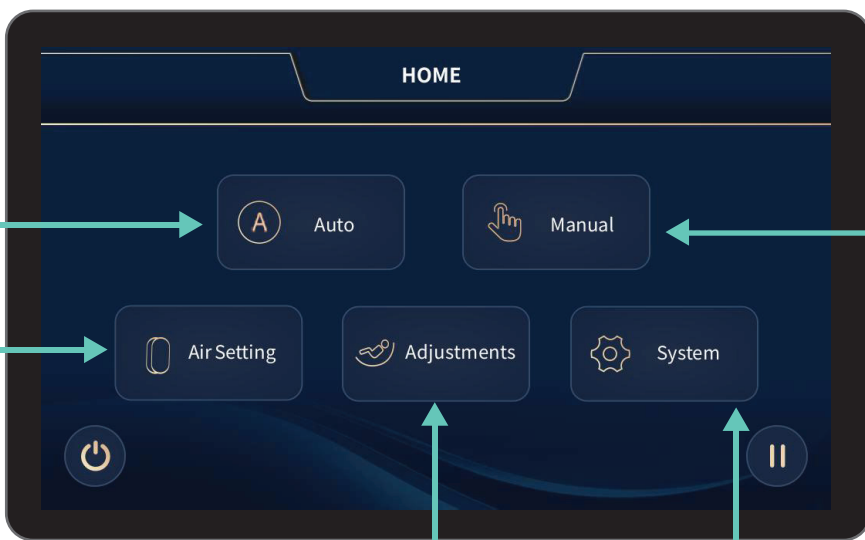 HOME
A
Auto
Manual
Air Setting
Adjustments
System